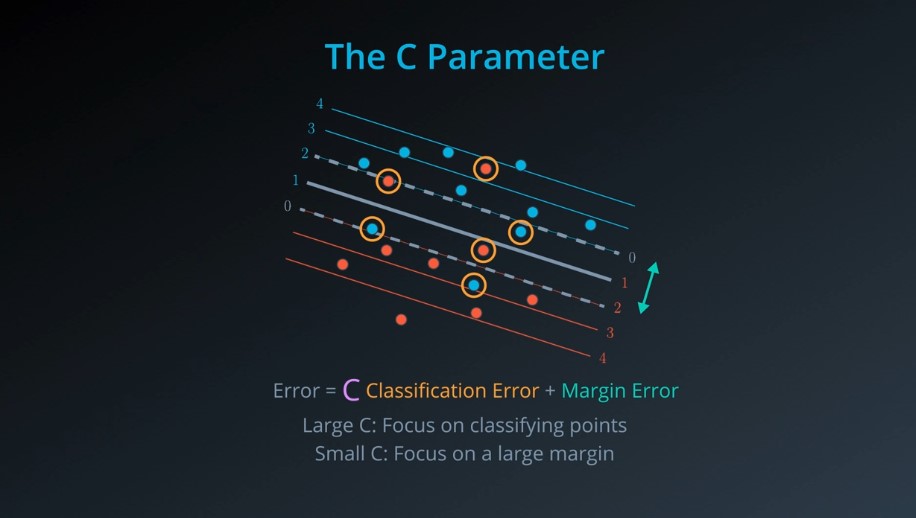 The C Parameter
4
3
2
1
0
0
1
2
3
4
Error = C Classification Error + Margin Error
Large C: Focus on classifying points
Small C: Focus on a large margin